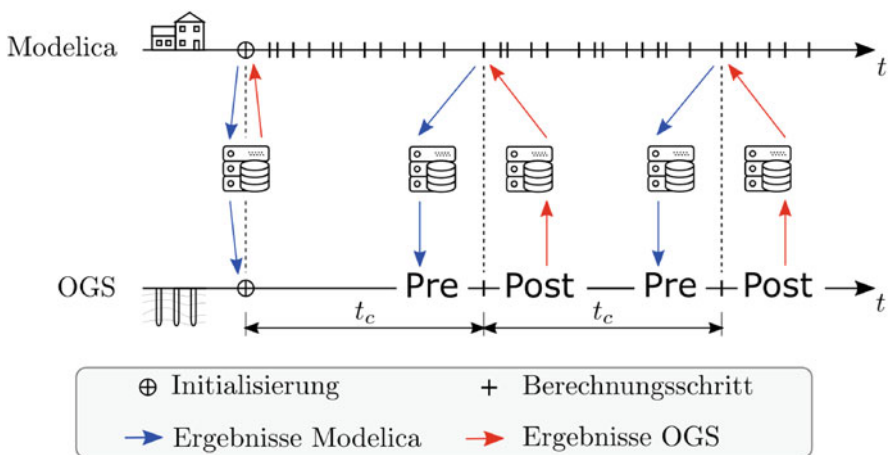 Modelica
t
OGS Pre Post Pre Post
t
t_c t_c
Initialisierung Berechnungsschritt
Ergebnisse Modelica Ergebnisse OGS